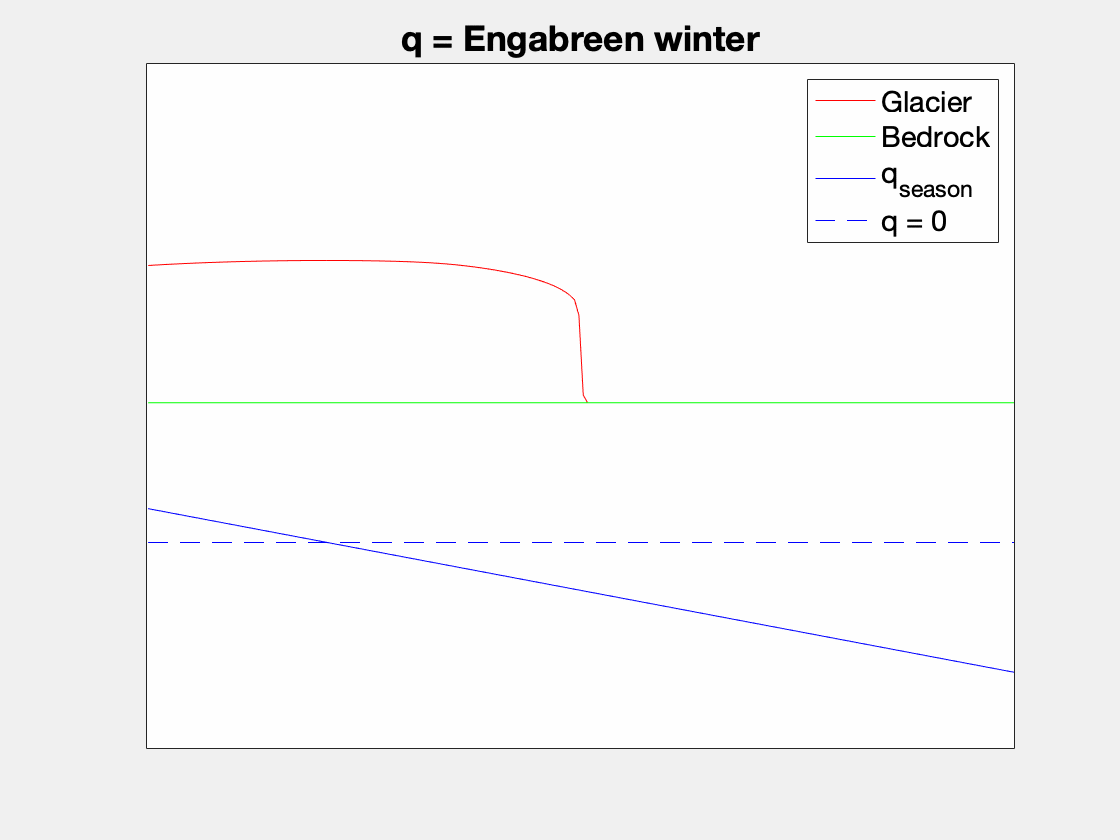 q = Engabreen winter
Glacier
Bedrock
q_season
q = 0